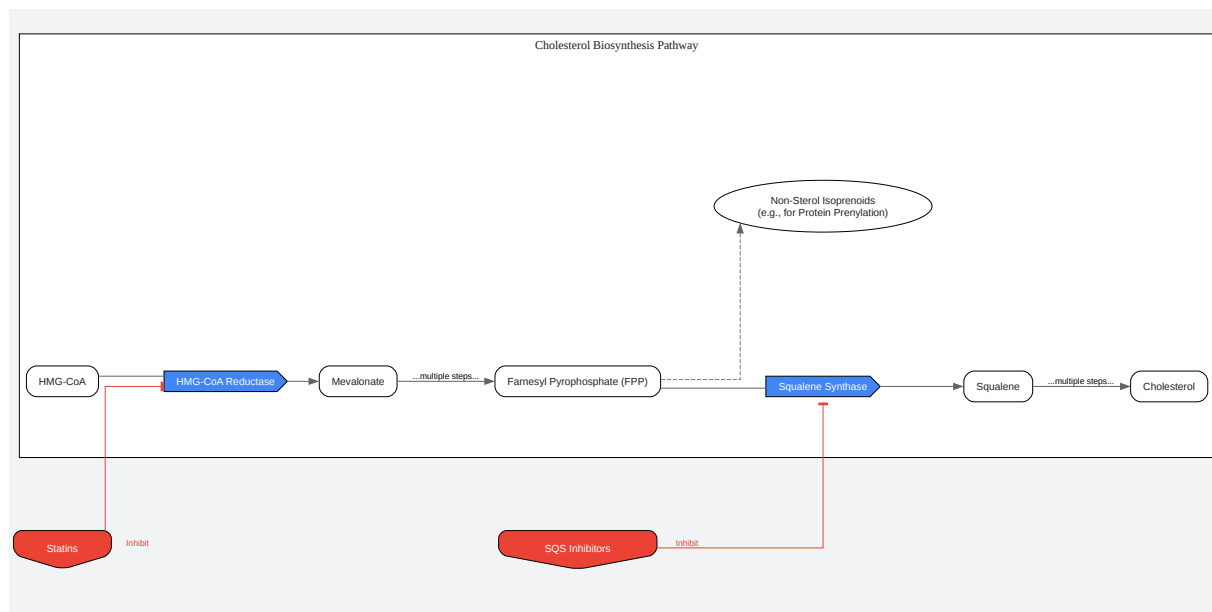 Cholesterol Biosynthesis Pathway
Non-Sterol Isoprenoids
(e.g., for Protein Prenylation)
HMG-CoA
HMG-CoA Reductase
Mevalonate
...multiple steps...
Farnesyl Pyrophosphate (FPP)
Squalene Synthase
Squalene
...multiple steps...
Cholesterol
Statins
Inhibit
SQS Inhibitors
Inhibit